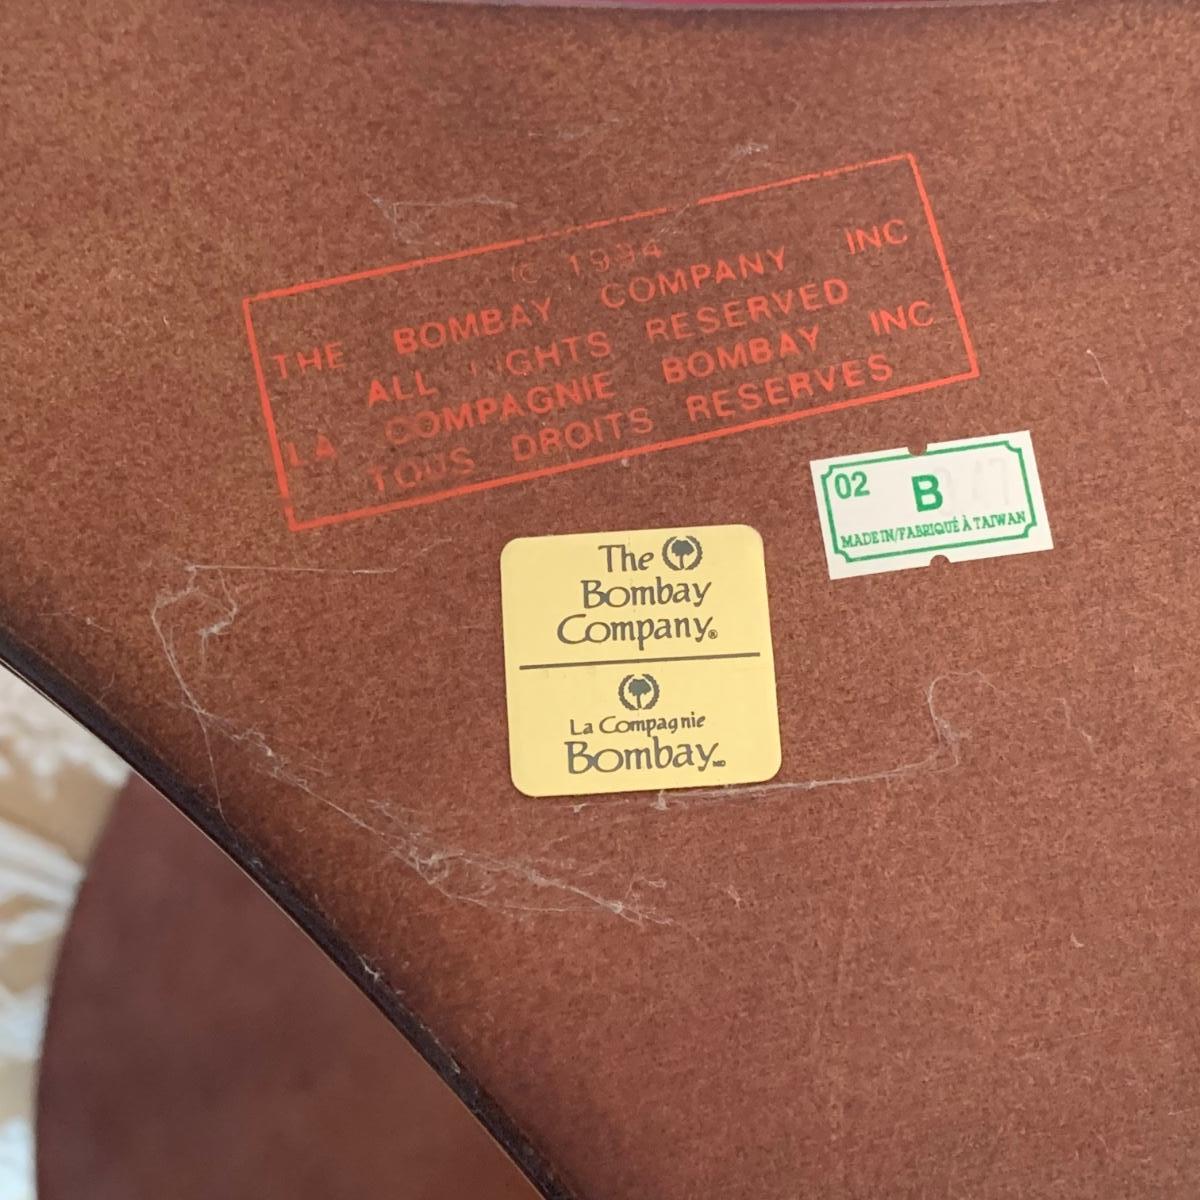 © 1994
THE BOMBAY COMPANY INC
ALL RIGHTS RESERVED
LA COMPAGNIE BOMBAY INC
TOUS DROITS RESERVES
02 B
MADE IN/FABRIQUÉ À TAIWAN
The
Bombay
Company®
La Compagnie
Bombay MD